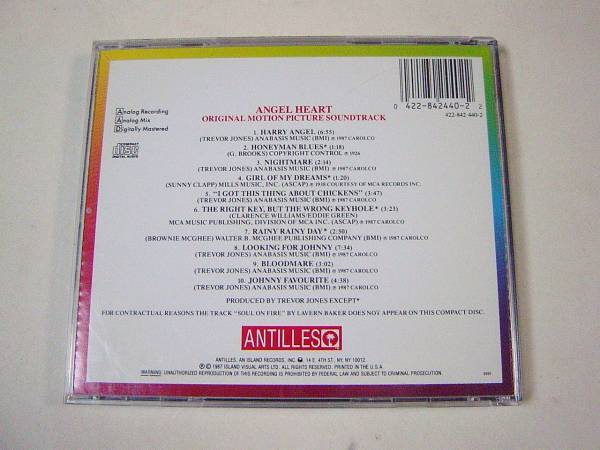 Analog Recording
Analog Mix
Digitally Mastered
COMPACT
disc
DIGITAL AUDIO
0 422-842440-2 2
422-842 440-2
ANGEL HEART
ORIGINAL MOTION PICTURE SOUNDTRACK
1. HARRY ANGEL (6:55)
(TREVOR JONES) ANABASIS MUSIC (BMI) ℗ 1987 CAROLCO
2. HONEYMAN BLUES* (1:18)
(G. BROOKS) COPYRIGHT CONTROL ℗ 1926
3. NIGHTMARE (2:14)
(TREVOR JONES) ANABASIS MUSIC (BMI) ℗ 1987 CAROLCO
4. GIRL OF MY DREAMS* (1:20)
(SUNNY CLAPP) MILLS MUSIC, INC. (ASCAP) ℗ 1938 COURTESY OF MCA RECORDS INC.
5. "I GOT THIS THING ABOUT CHICKENS" (3:47)
(TREVOR JONES) ANABASIS MUSIC (BMI) ℗ 1987 CAROLCO
6. THE RIGHT KEY, BUT THE WRONG KEYHOLE* (3:23)
(CLARENCE WILLIAMS/EDDIE GREEN)
MCA MUSIC PUBLISHING, DIVISION OF MCA INC. (ASCAP) ℗ 1987 CAROLCO
7. RAINY RAINY DAY* (2:50)
(BROWNIE MCGHEE) WALTER B. MCGHEE PUBLISHING COMPANY (BMI) ℗ 1987 CAROLCO
8. LOOKING FOR JOHNNY (7:34)
(TREVOR JONES) ANABASIS MUSIC (BMI) ℗ 1987 CAROLCO
9. BLOODMARE (3:02)
(TREVOR JONES) ANABASIS MUSIC (BMI) ℗ 1987 CAROLCO
10. JOHNNY FAVOURITE (4:38)
(TREVOR JONES) ANABASIS MUSIC (BMI) ℗ 1987 CAROLCO
PRODUCED BY TREVOR JONES EXCEPT*
FOR CONTRACTUAL REASONS THE TRACK "SOUL ON FIRE" BY LAVERN BAKER DOES NOT APPEAR ON THIS COMPACT DISC.
ANTILLES
ANTILLES, AN ISLAND RECORDS, INC. 14 E. 4TH ST., NY, NY 10012.
℗ © 1987 ISLAND VISUAL ARTS LTD. ALL RIGHTS RESERVED. PRINTED IN THE U.S.A.
WARNING: UNAUTHORIZED REPRODUCTION OF THIS RECORDING IS PROHIBITED BY FEDERAL LAW AND SUBJECT TO CRIMINAL PROSECUTION.